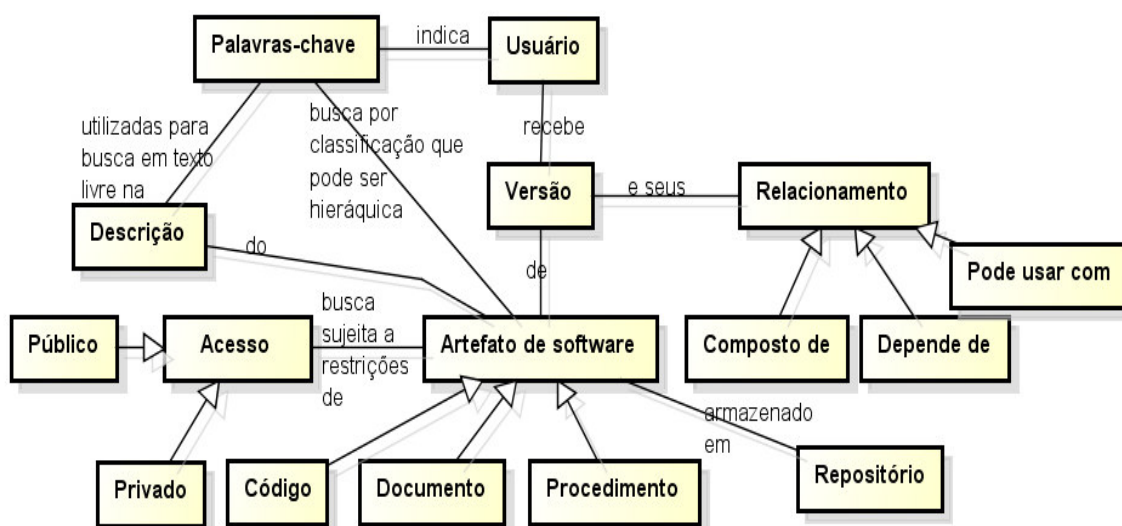 Palavras-chave
indica
Usuário
utilizadas para
busca em texto
livre na
busca por
classificação que
pode ser
hieráquica
recebe
Versão
e seus
Relacionamento
Descrição
do
de
Pode usar com
Público
Acesso
busca
sujeita a
restrições
de
Artefato de software
Composto de
Depende de
armazenado
em
Privado
Código
Documento
Procedimento
Repositório